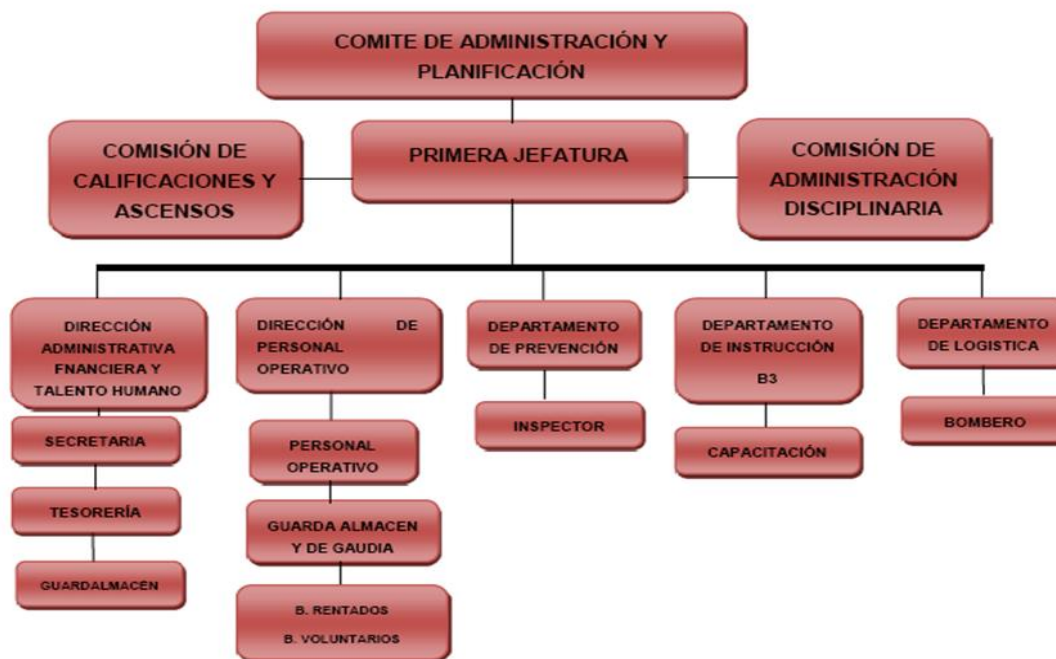 COMITE DE ADMINISTRACIÓN Y
PLANIFICACIÓN
COMISIÓN DE
CALIFICACIONES Y
ASCENSOS
PRIMERA JEFATURA
COMISIÓN DE
ADMINISTRACIÓN
DISCIPLINARIA
DIRECCIÓN
ADMINISTRATIVA
FNANCIERA Y
TALENTO HUMANO
SECRETARIA
TESORERÍA
GUARDALMACÉN
DIRECCIÓN DE
PERSONAL
OPERATIVO
PERSONAL
OPERATIVO
GUARDA ALMACEN
Y DE GAUDIA
B. RENTADOS
B. VOLUNTARIOS
DEPARTAMENTO
DE PREVENCIÓN
INSPECTOR
DEPARTAMENTO
DE INSTRUCCIÓN
B3
CAPACITACIÓN
DEPARTAMENTO
DE LOGISTICA
BOMBERO